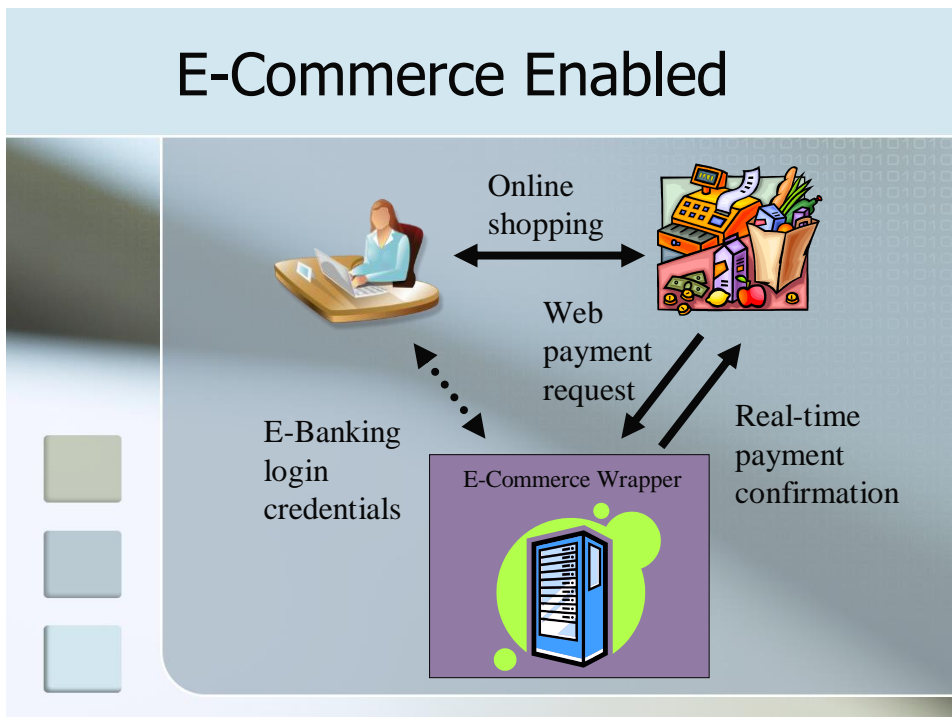 E-Commerce Enabled
Online
shopping
Web
payment
request
Real-time
payment
confirmation
E-Banking
login
credentials
E-Commerce Wrapper